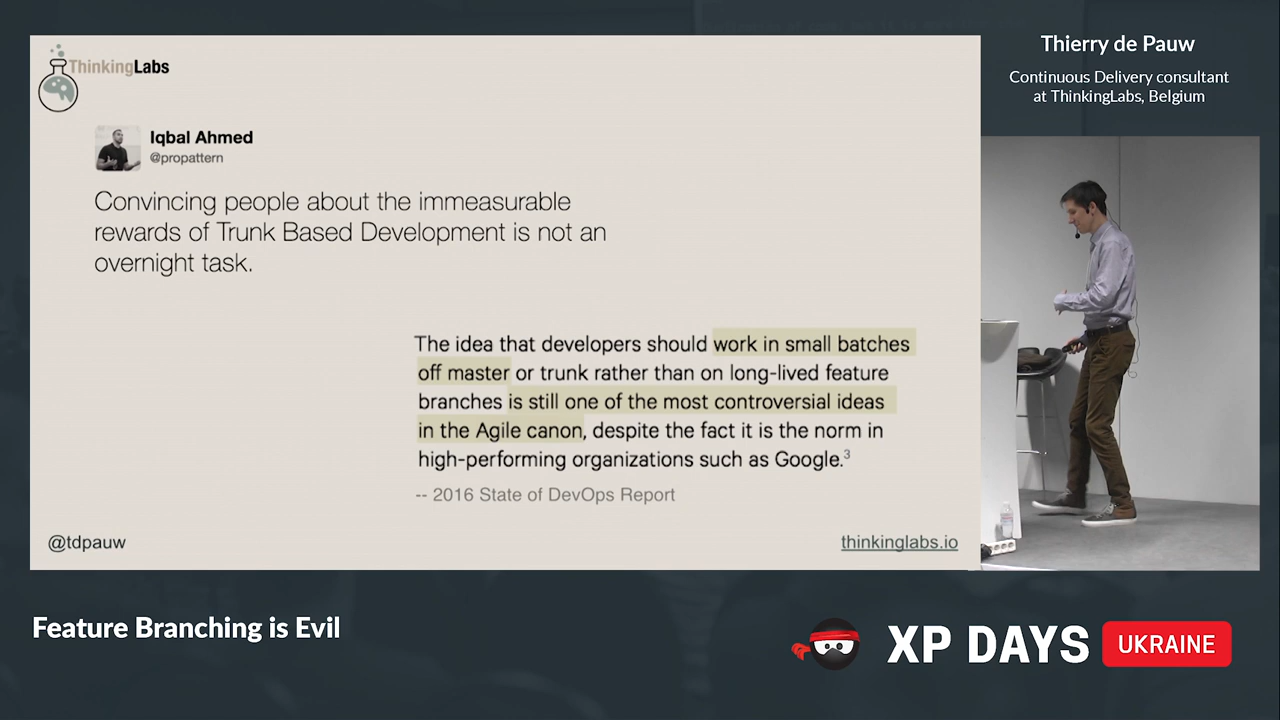 ThinkingLabs
Iqbal Ahmed
@propattern
Convincing people about the immeasurable
rewards of Trunk Based Development is not an
overnight task.
The idea that developers should work in small batches
off master or trunk rather than on long-lived feature
branches is still one of the most controversial ideas
in the Agile canon, despite the fact it is the norm in
high-performing organizations such as Google.3
-- 2016 State of DevOps Report
@tdpauw
thinkinglabs.io
Thierry de Pauw
Continuous Delivery consultant
at ThinkingLabs, Belgium
Feature Branching is Evil
XP DAYS UKRAINE